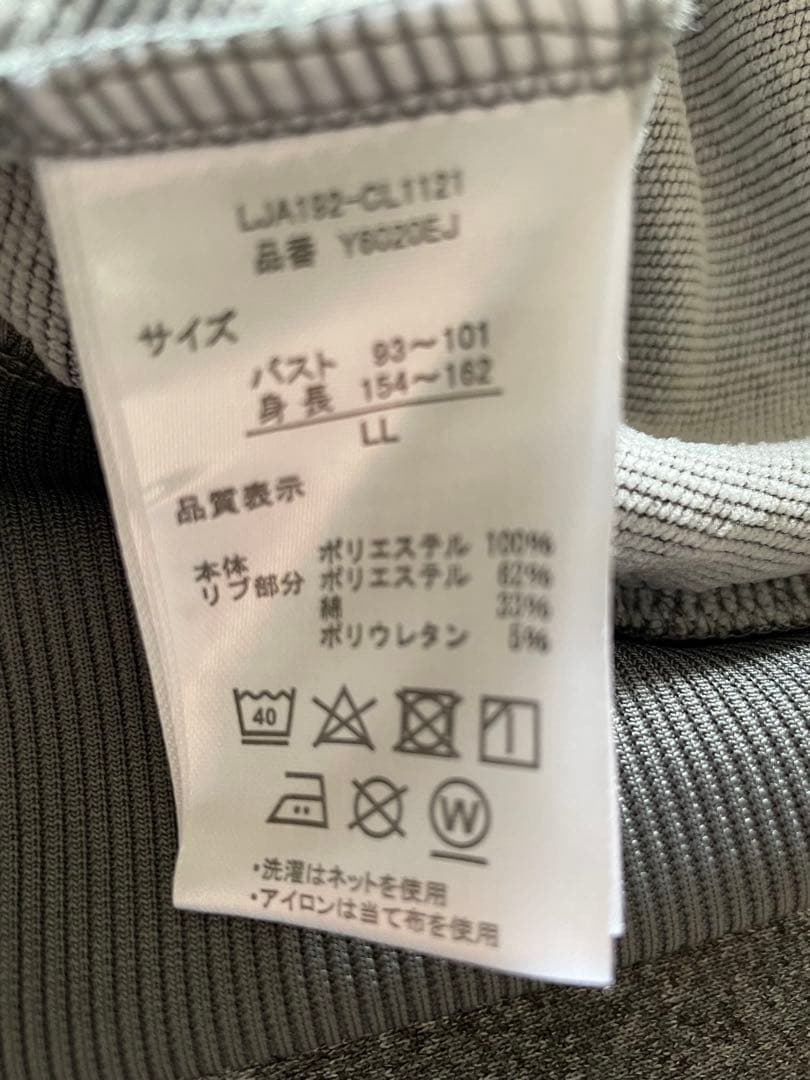 LJA192-CL1121
品番 Y6020EJ
サイズ
バスト 93～101
身長 154～162
LL
品質表示
本体 ポリエステル 100%
リブ部分 ポリエステル 62%
綿 33%
ポリウレタン 5%
40
W
・洗濯はネットを使用
・アイロンは当て布を使用